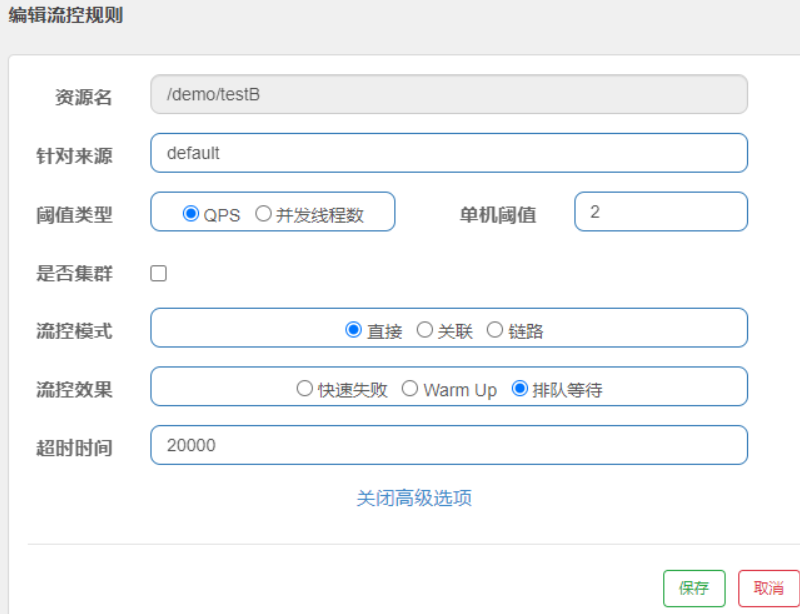 编辑流控规则
资源名 /demo/testB
针对来源 default
阈值类型 QPS 并发线程数 单机阈值 2
是否集群
流控模式 直接 关联 链路
流控效果 快速失败 Warm Up 排队等待
超时时间 20000
关闭高级选项
保存 取消